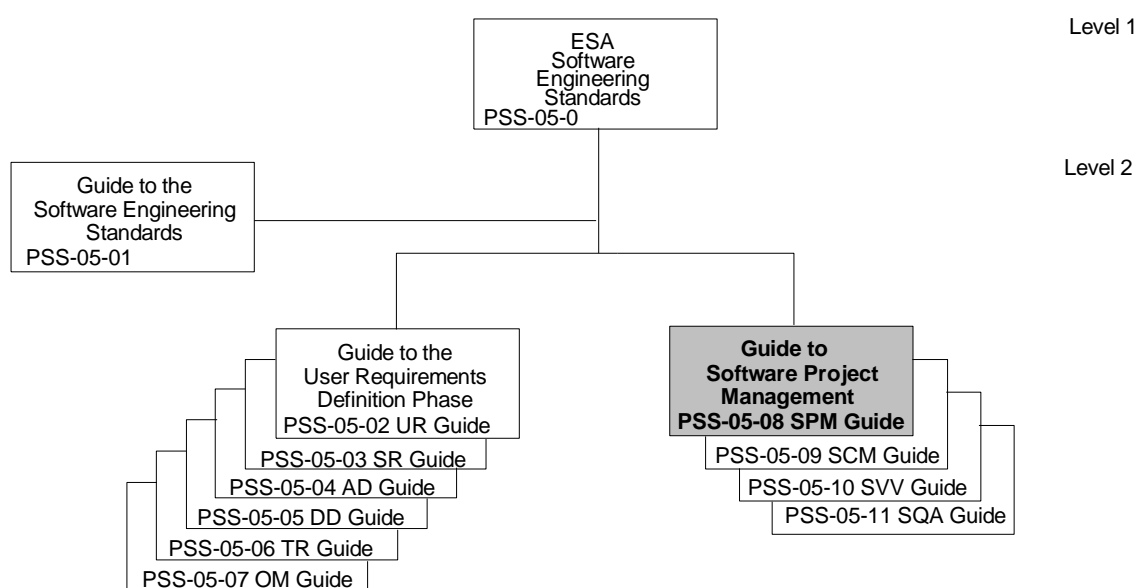 Level 1
ESA
Software
Engineering
Standards
PSS-05-0
Level 2
Guide to the
Software Engineering
Standards
PSS-05-01
Guide to the
User Requirements
Definition Phase
PSS-05-02 UR Guide
PSS-05-03 SR Guide
PSS-05-04 AD Guide
PSS-05-05 DD Guide
PSS-05-06 TR Guide
PSS-05-07 OM Guide
Guide to
Software Project
Management
PSS-05-08 SPM Guide
PSS-05-09 SCM Guide
PSS-05-10 SVV Guide
PSS-05-11 SQA Guide